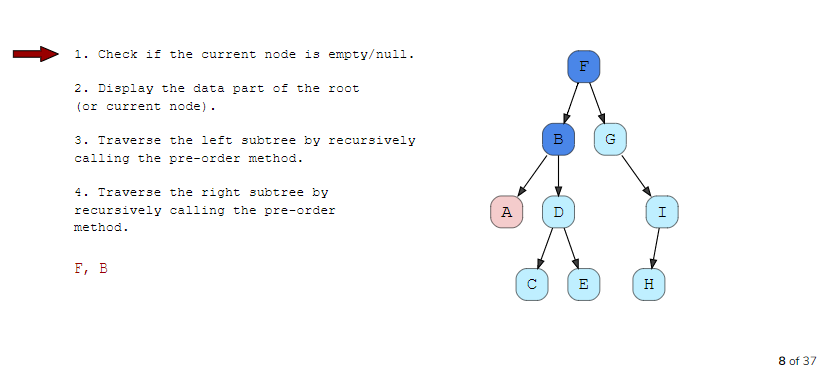 1. Check if the current node is empty/null.
2. Display the data part of the root
(or current node).
3. Traverse the left subtree by recursively
calling the pre-order method.
4. Traverse the right subtree by
recursively calling the pre-order
method.
F, B
F
B G
A D I
C E H
8 of 37